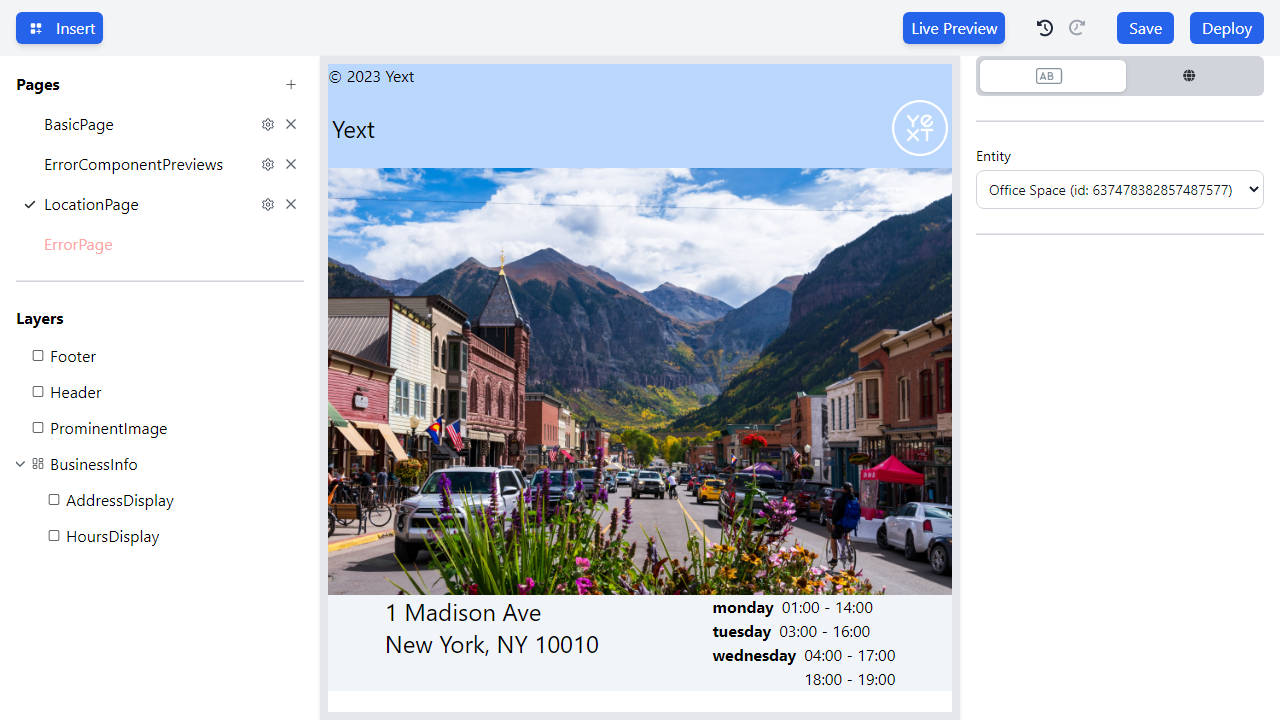 Insert
Live Preview
Save
Deploy
Pages
BasicPage
ErrorComponentPreviews
LocationPage
ErrorPage
Layers
Footer
Header
ProminentImage
BusinessInfo
AddressDisplay
HoursDisplay
© 2023 Yext
Yext
YEXT
1 Madison Ave
New York, NY 10010
monday 01:00 - 14:00
tuesday 03:00 - 16:00
wednesday 04:00 - 17:00
18:00 - 19:00
AB
Entity
Office Space (id: 637478382857487577)